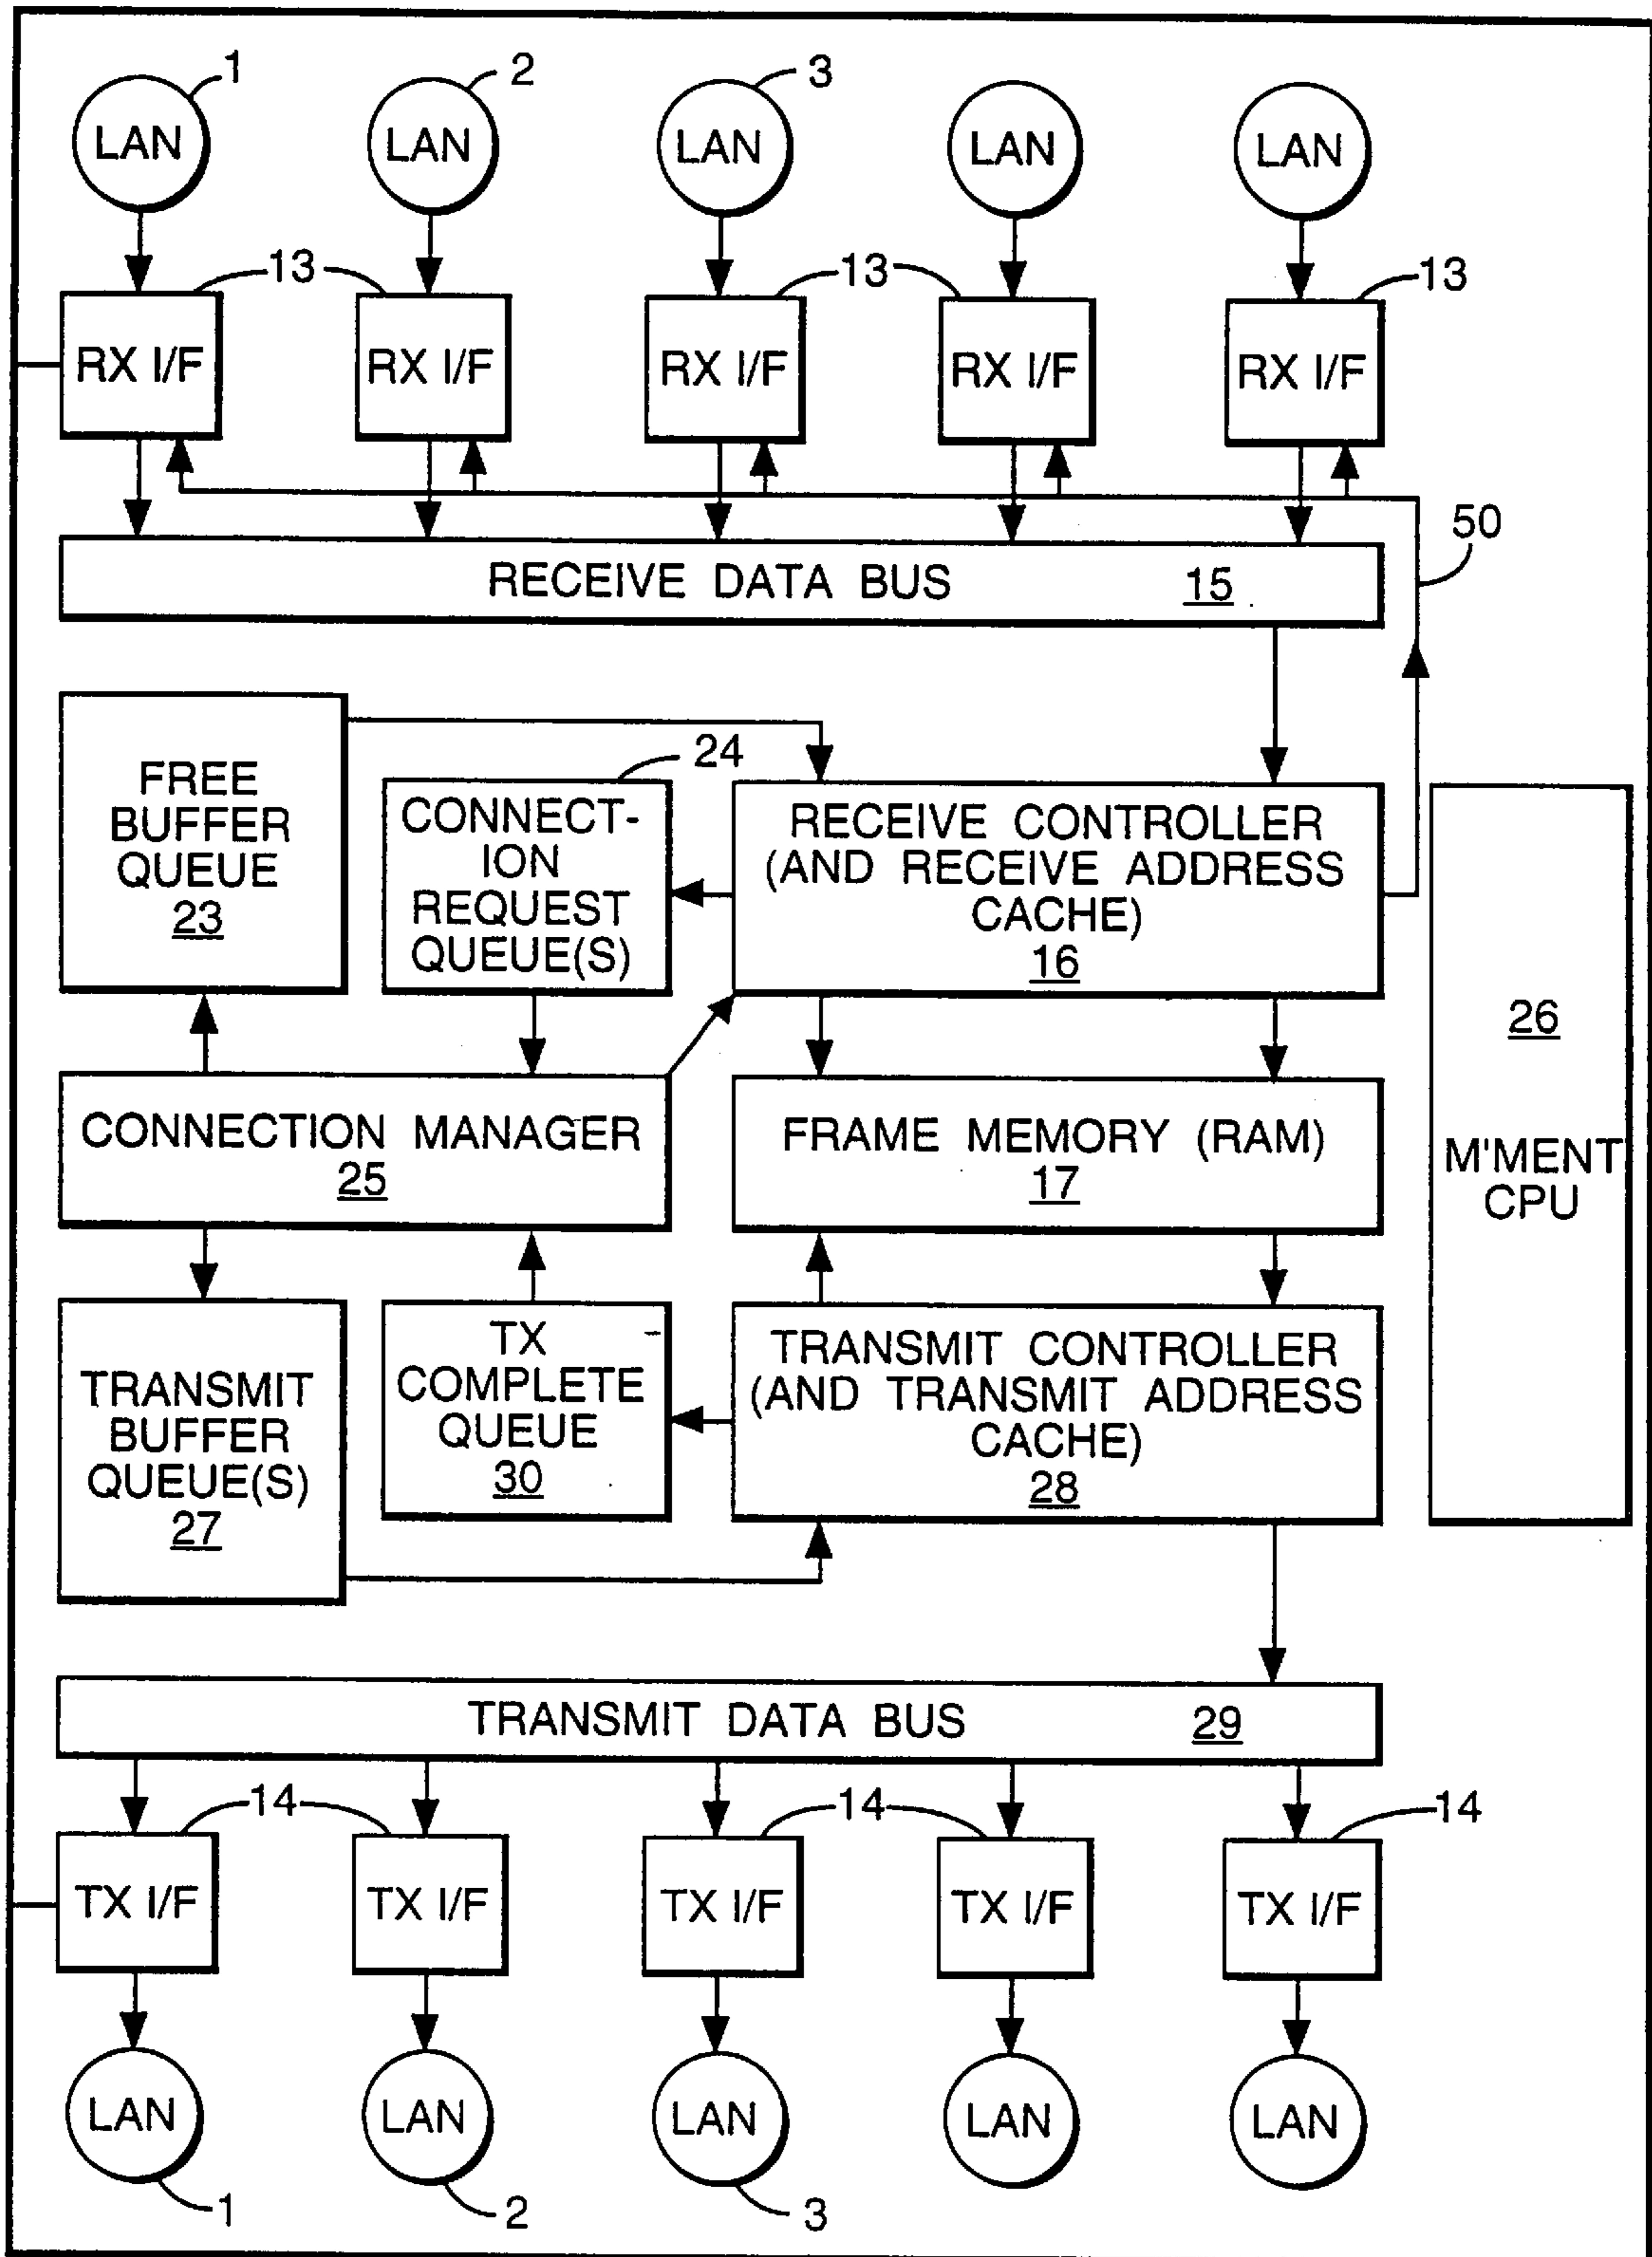 1
2
3
LAN
LAN
LAN
LAN
LAN
13
13
13
RX I/F
RX I/F
RX I/F
RX I/F
RX I/F
50
RECEIVE DATA BUS 15
FREE
BUFFER
QUEUE
23
24
CONNECT-
ION
REQUEST
QUEUE(S)
RECEIVE CONTROLLER
(AND RECEIVE ADDRESS
CACHE)
16
26
M'MENT
CPU
CONNECTION MANAGER
25
FRAME MEMORY (RAM)
17
TRANSMIT
BUFFER
QUEUE(S)
27
TX
COMPLETE
QUEUE
30
TRANSMIT CONTROLLER
(AND TRANSMIT ADDRESS
CACHE)
28
TRANSMIT DATA BUS 29
14
14
14
TX I/F
TX I/F
TX I/F
TX I/F
TX I/F
LAN
LAN
LAN
LAN
LAN
1
2
3